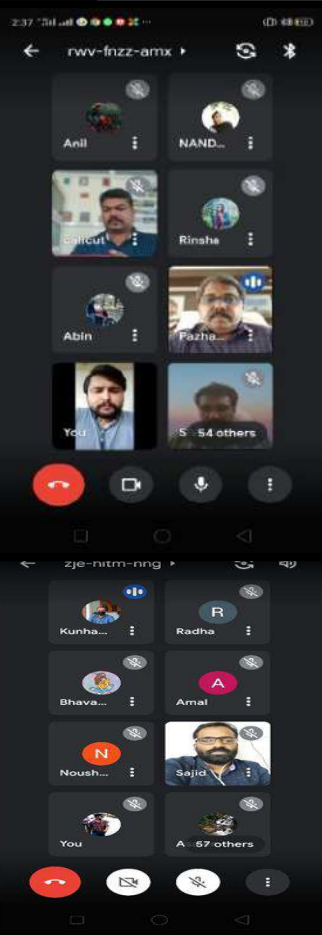 2:37
rwv-fnzz-amx
Anil
NAND...
Calicut
Rinsha
Abin
Pazha...
You
S 54 others
zje-hitm-nng
Kunha...
R
Radha
Bhava...
A
Amal
N
Noush...
Sajid
You
A 57 others